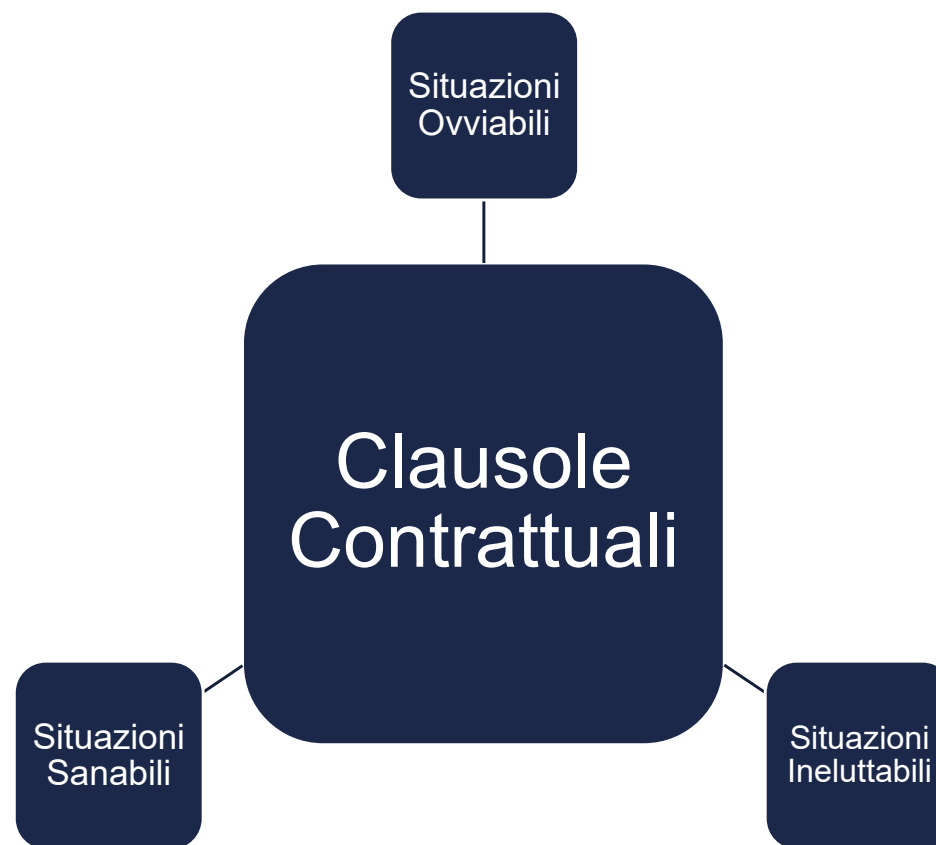 Situazioni
Ovviabili
Clausole
Contrattuali
Situazioni
Sanabili
Situazioni
Ineluttabili